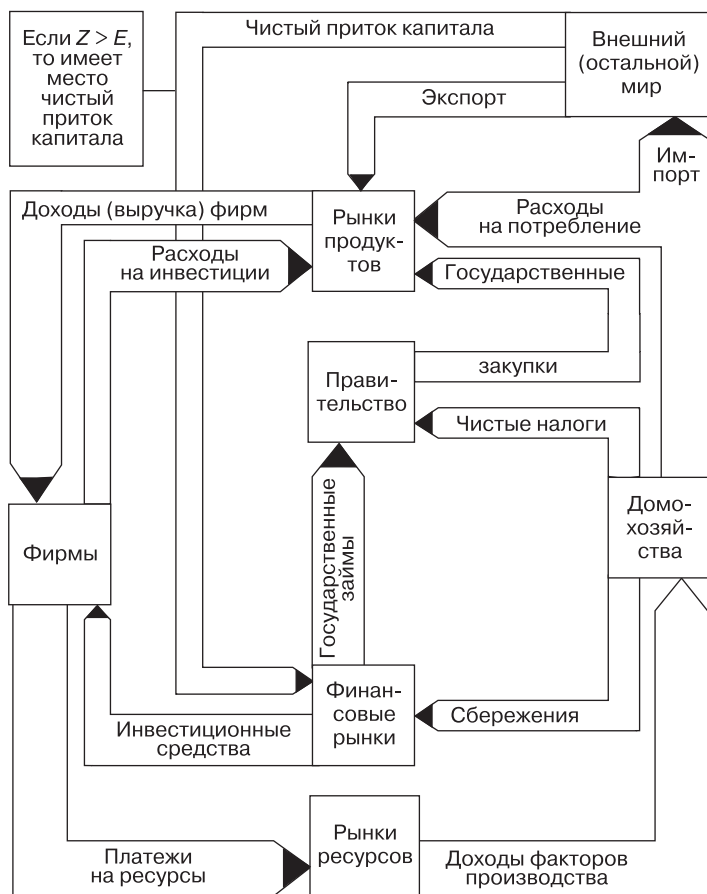 Если Z > E,
то имеет
место
чистый
приток
капитала
Чистый приток капитала
Внешний
(остальной)
мир
Экспорт
Им-
порт
Доходы (выручка) фирм
Рынки
продук-
тов
Расходы
на потребление
Расходы
на инвестиции
Государственные
закупки
Прави-
тельство
Чистые налоги
Государственные
займы
Фирмы
Домо-
хозяй-
ства
Инвестиционные
средства
Финан-
совые
рынки
Сбережения
Платежи
на ресурсы
Рынки
ресурсов
Доходы факторов
производства